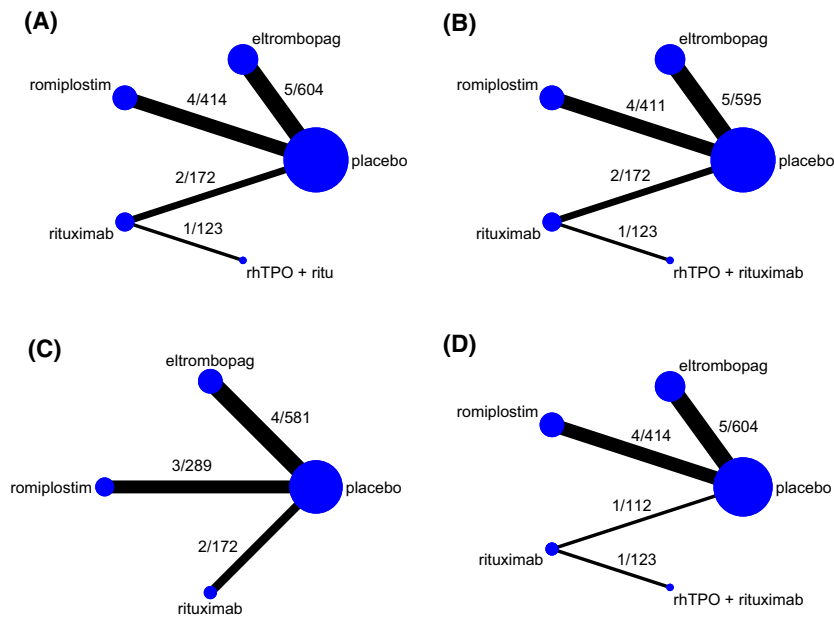 (A)
eltrombopag
romiplostim
4/414
5/604
placebo
2/172
rituximab
1/123
rhTPO + ritu
(B)
eltrombopag
romiplostim
4/411
5/595
placebo
2/172
rituximab
1/123
rhTPO + rituximab
(C)
eltrombopag
4/581
3/289
romiplostim
placebo
2/172
rituximab
(D)
eltrombopag
romiplostim
4/414
5/604
placebo
1/112
rituximab
1/123
rhTPO + rituximab